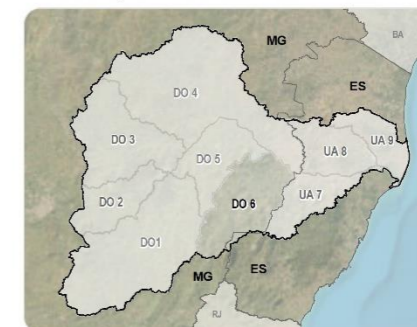 MG
BA
ES
DO 4
DO 3
UA 8
UA 9
DO 5
DO 2
DO 6
UA 7
DO1
MG
ES
RJ